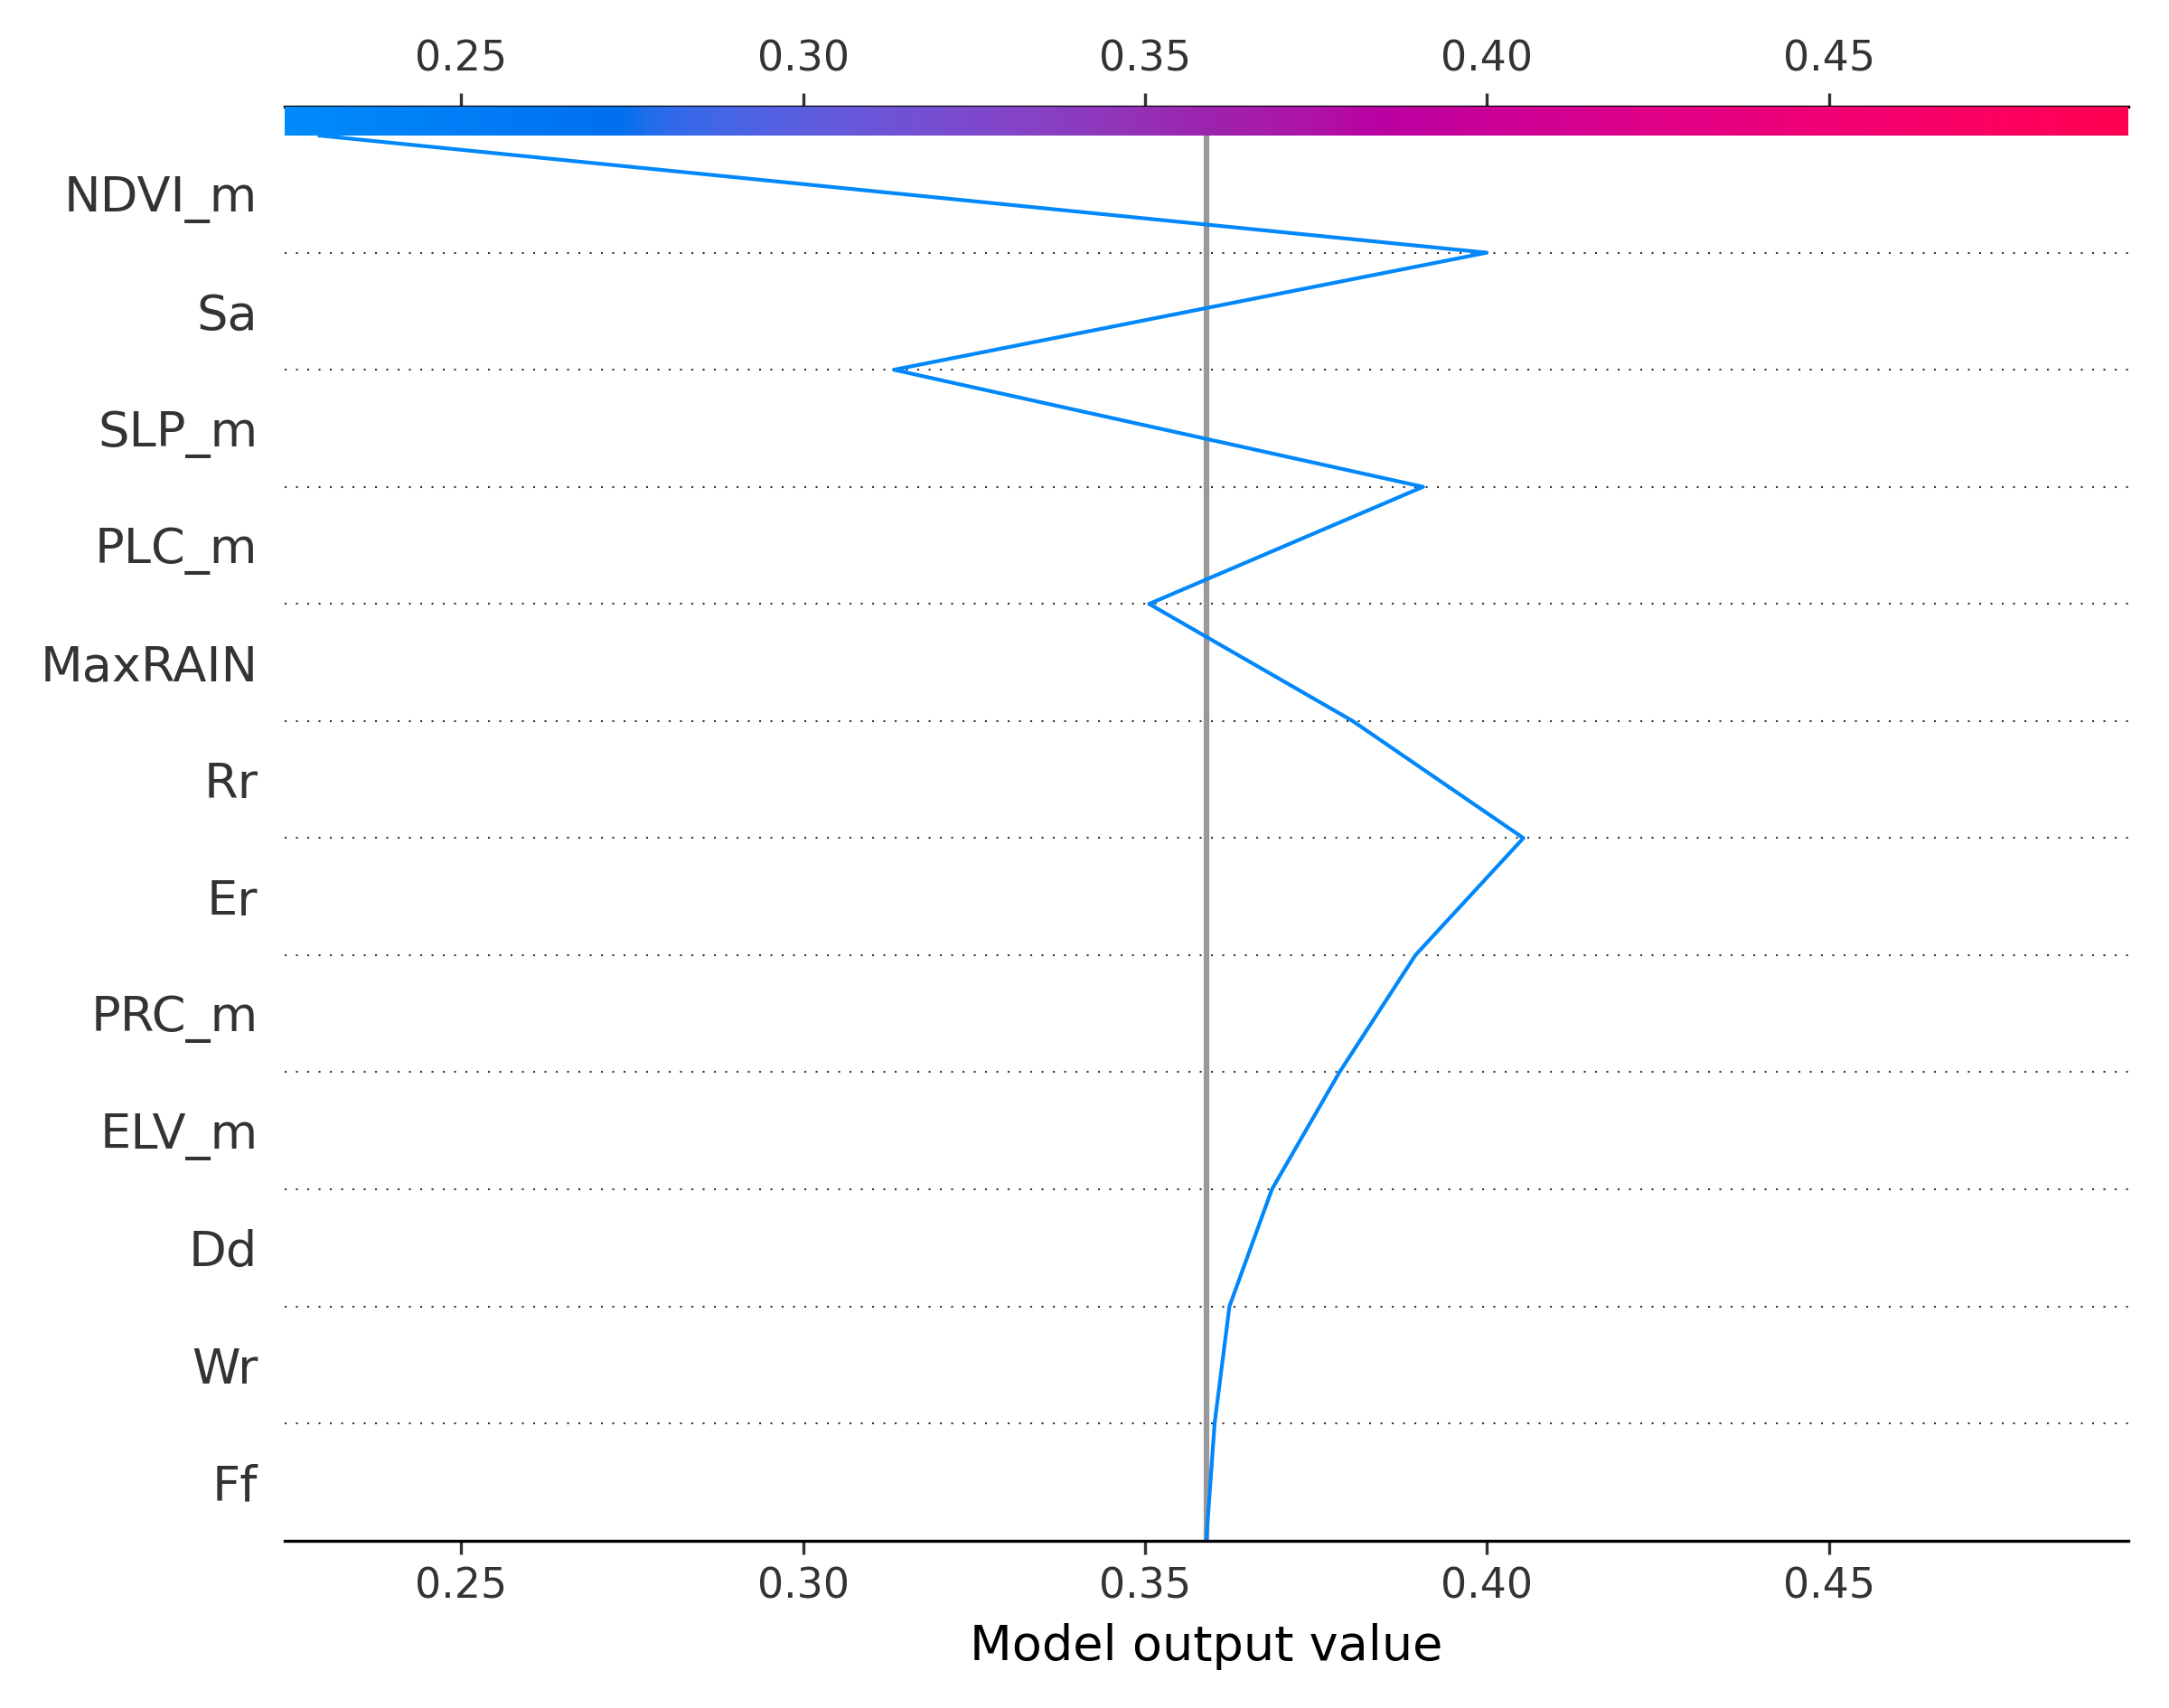 0.25 0.30 0.35 0.40 0.45
NDVI_m
Sa
SLP_m
PLC_m
MaxRAIN
Rr
Er
PRC_m
ELV_m
Dd
Wr
Ff
0.25 0.30 0.35 0.40 0.45
Model output value